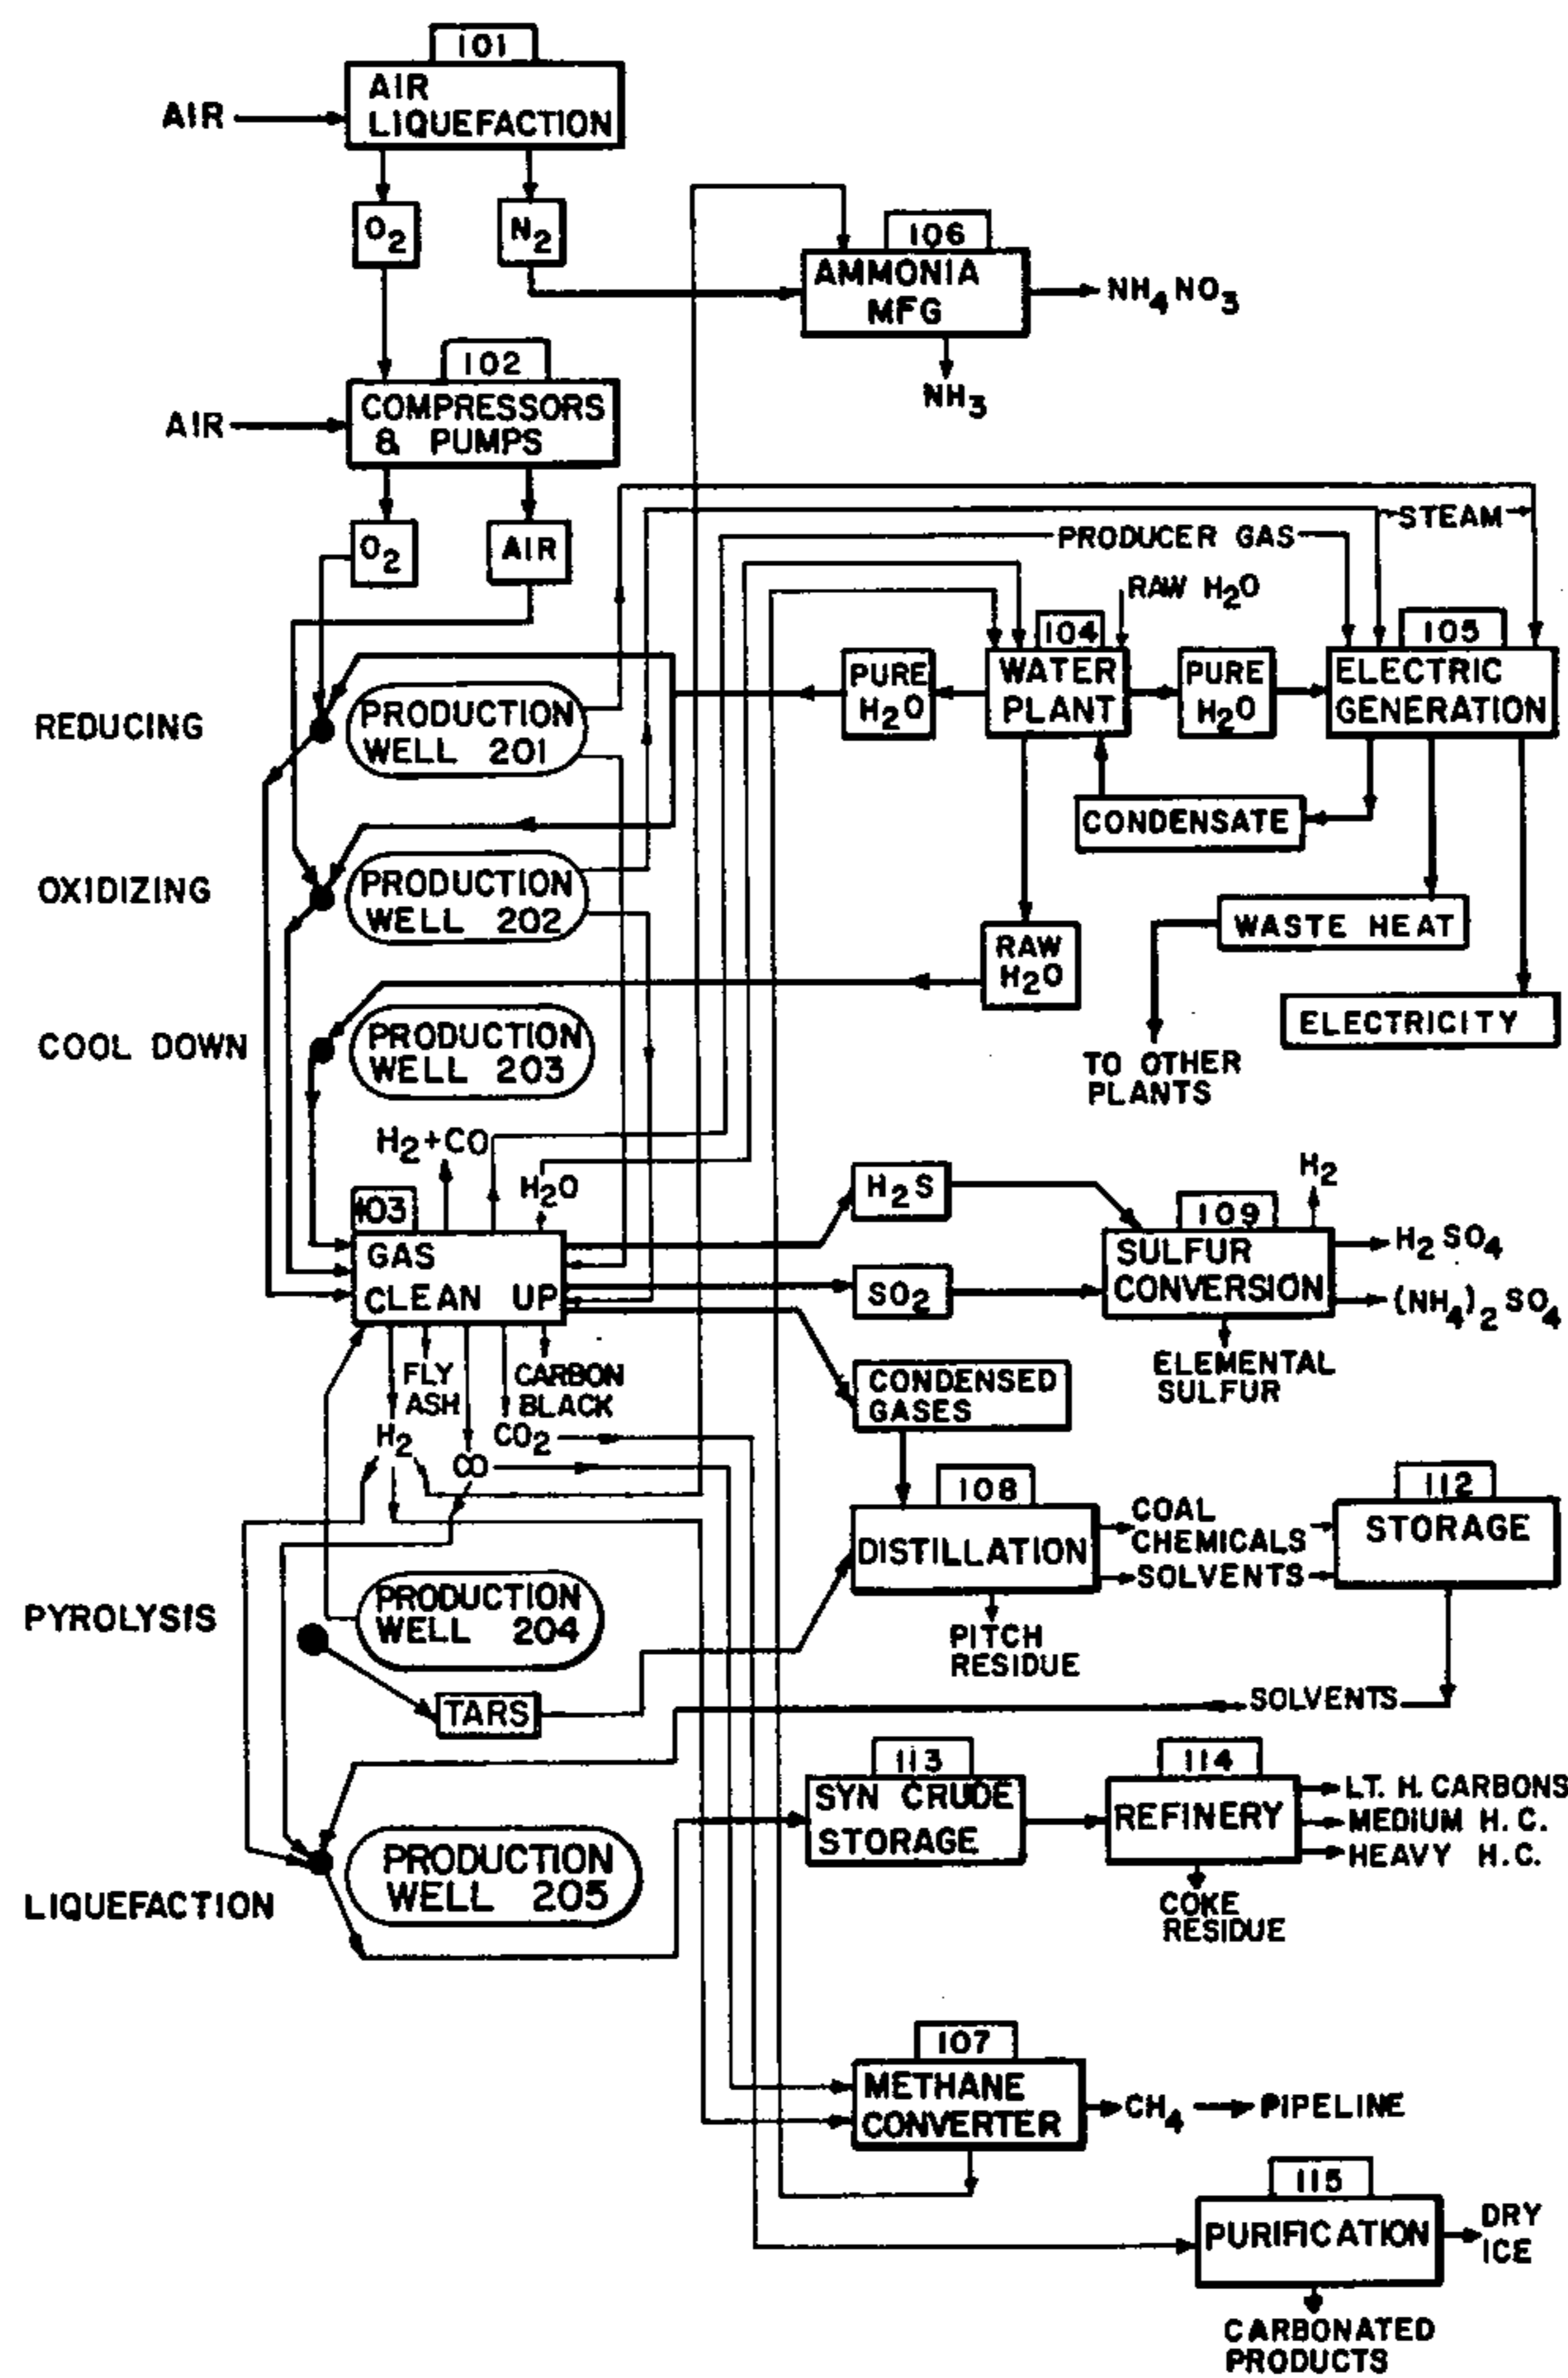 101
AIR
LIQUEFACTION
AIR
O2
N2
106
AMMONIA
MFG
NH4 NO3
NH3
102
COMPRESSORS
& PUMPS
AIR
O2
AIR
STEAM
PRODUCER GAS
RAW H2O
104
WATER
PLANT
PURE
H2O
PURE
H2O
105
ELECTRIC
GENERATION
REDUCING
PRODUCTION
WELL 201
CONDENSATE
OXIDIZING
PRODUCTION
WELL 202
WASTE HEAT
RAW
H2O
ELECTRICITY
COOL DOWN
PRODUCTION
WELL 203
TO OTHER
PLANTS
H2+CO
H2O
103
GAS
CLEAN UP
H2S
SO2
109
SULFUR
CONVERSION
H2
H2 SO4
(NH4)2 SO4
ELEMENTAL
SULFUR
FLY
ASH
CARBON
BLACK
H2
CO
CO2
CONDENSED
GASES
108
DISTILLATION
COAL
CHEMICALS
SOLVENTS
112
STORAGE
PITCH
RESIDUE
PYROLYSIS
PRODUCTION
WELL 204
TARS
SOLVENTS
113
SYN CRUDE
STORAGE
114
REFINERY
LT. H. CARBONS
MEDIUM H. C.
HEAVY H.C.
COKE
RESIDUE
LIQUEFACTION
PRODUCTION
WELL 205
107
METHANE
CONVERTER
CH4
PIPELINE
115
PURIFICATION
DRY
ICE
CARBONATED
PRODUCTS